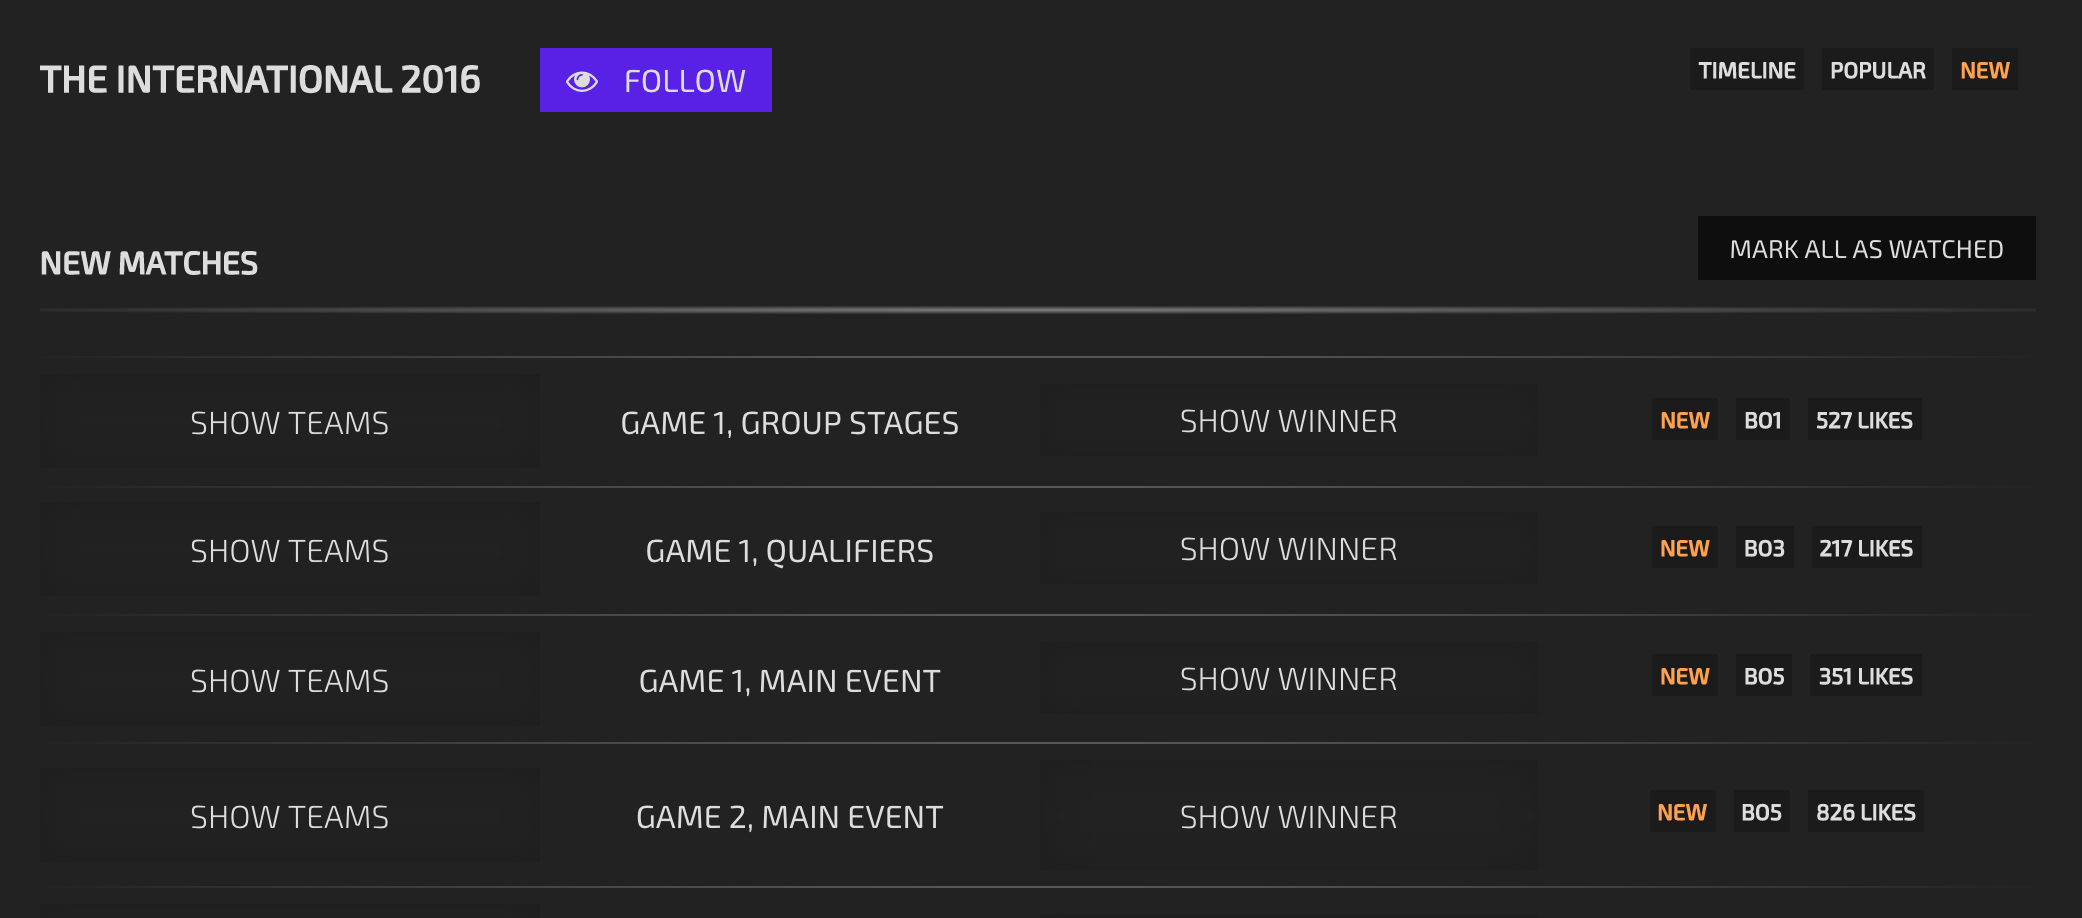 THE INTERNATIONAL 2016 FOLLOW TIMELINE POPULAR NEW
NEW MATCHES MARK ALL AS WATCHED
SHOW TEAMS GAME 1, GROUP STAGES SHOW WINNER NEW BO1 527 LIKES
SHOW TEAMS GAME 1, QUALIFIERS SHOW WINNER NEW BO3 217 LIKES
SHOW TEAMS GAME 1, MAIN EVENT SHOW WINNER NEW BO5 351 LIKES
SHOW TEAMS GAME 2, MAIN EVENT SHOW WINNER NEW BO5 826 LIKES